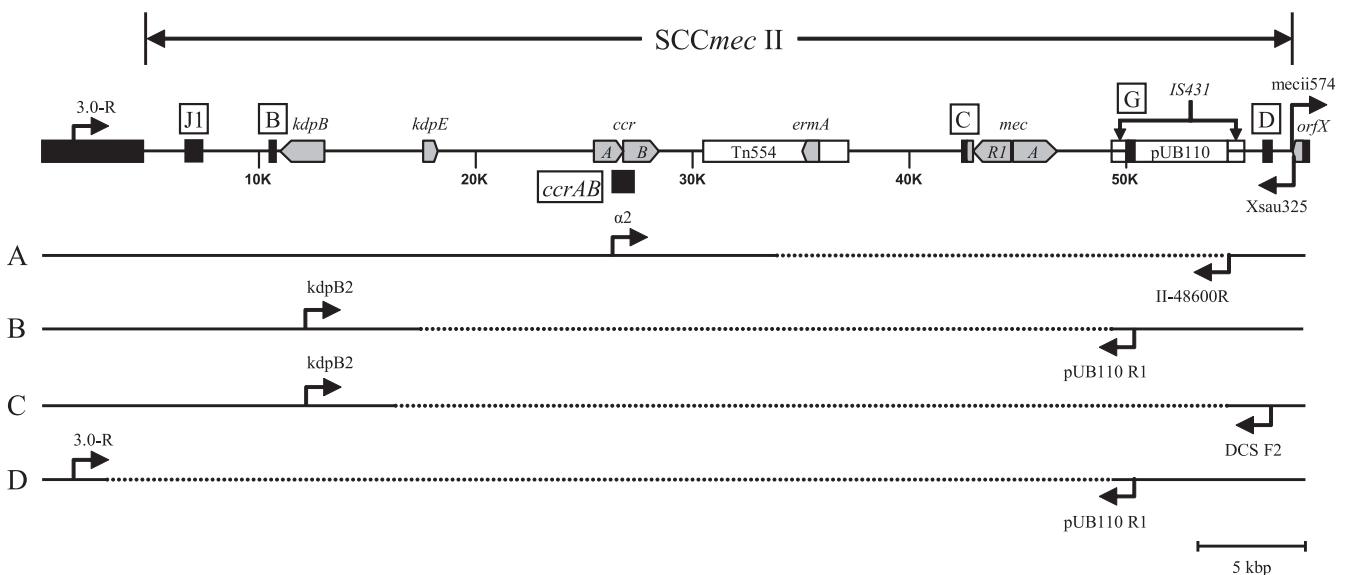 SCCmec II
3.0-R
J1
B
kdpB
kdpE
ccr
A
B
ermA
Tn554
C
mec
R1
A
G
IS431
pUB110
D
mecii574
orfX
10K
20K
30K
40K
50K
ccrAB
Xsau325
A
α2
II-48600R
B
kdpB2
pUB110 R1
C
kdpB2
DCS F2
D
3.0-R
pUB110 R1
5 kbp